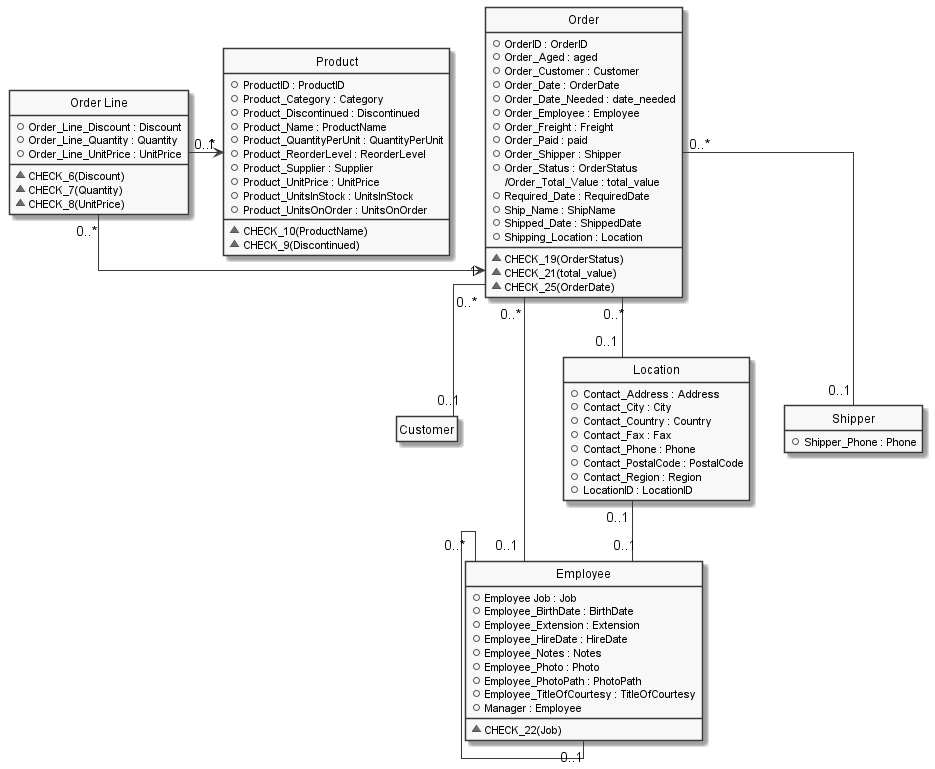 Order
OrderID : OrderID
Order_Aged : aged
Order_Customer : Customer
Order_Date : OrderDate
Order_Date_Needed : date_needed
Order_Employee : Employee
Order_Freight : Freight
Order_Paid : paid
Order_Shipper : Shipper
Order_Status : OrderStatus
/Order_Total_Value : total_value
Required_Date : RequiredDate
Ship_Name : ShipName
Shipped_Date : ShippedDate
Shipping_Location : Location
CHECK_19(OrderStatus)
CHECK_21(total_value)
CHECK_25(OrderDate)
Product
ProductID : ProductID
Product_Category : Category
Product_Discontinued : Discontinued
Product_Name : ProductName
Product_QuantityPerUnit : QuantityPerUnit
Product_ReorderLevel : ReorderLevel
Product_Supplier : Supplier
Product_UnitPrice : UnitPrice
Product_UnitsInStock : UnitsInStock
Product_UnitsOnOrder : UnitsOnOrder
CHECK_10(ProductName)
CHECK_9(Discontinued)
Order Line
Order_Line_Discount : Discount
Order_Line_Quantity : Quantity
Order_Line_UnitPrice : UnitPrice
CHECK_6(Discount)
CHECK_7(Quantity)
CHECK_8(UnitPrice)
0..*
1
0..*
0..*
0..*
0..*
0..1
0..1
0..1
Customer
Location
Contact_Address : Address
Contact_City : City
Contact_Country : Country
Contact_Fax : Fax
Contact_Phone : Phone
Contact_PostalCode : PostalCode
Contact_Region : Region
LocationID : LocationID
Shipper
Shipper_Phone : Phone
0..1
0..*
0..1
0..1
Employee
Employee Job : Job
Employee_BirthDate : BirthDate
Employee_Extension : Extension
Employee_HireDate : HireDate
Employee_Notes : Notes
Employee_Photo : Photo
Employee_PhotoPath : PhotoPath
Employee_TitleOfCourtesy : TitleOfCourtesy
Manager : Employee
CHECK_22(Job)
0..1